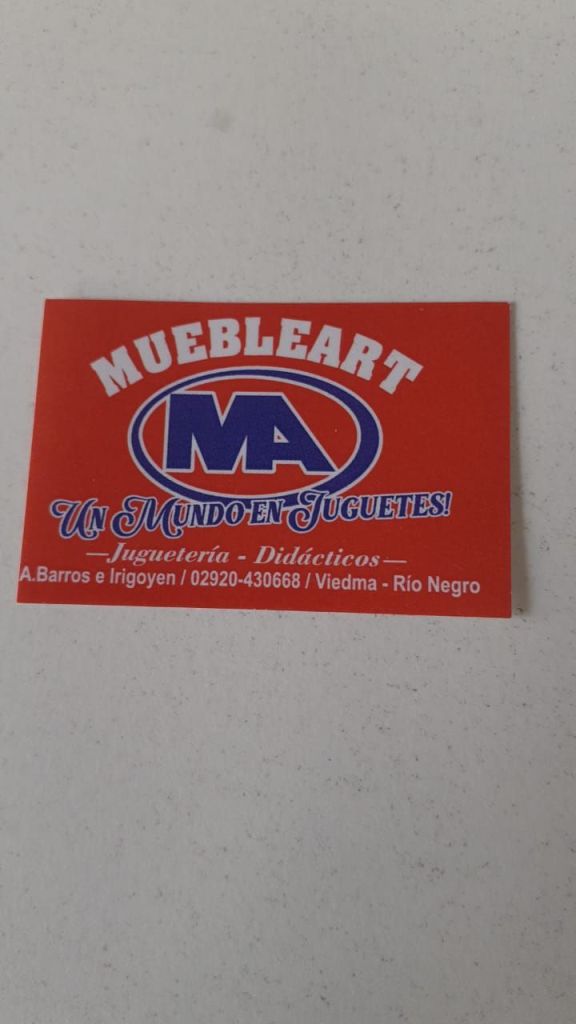 MUEBLEART
MA
Un Mundo en Juguetes!
—Juguetería - Didácticos—
A.Barros e Irigoyen / 02920-430668 / Viedma - Río Negro